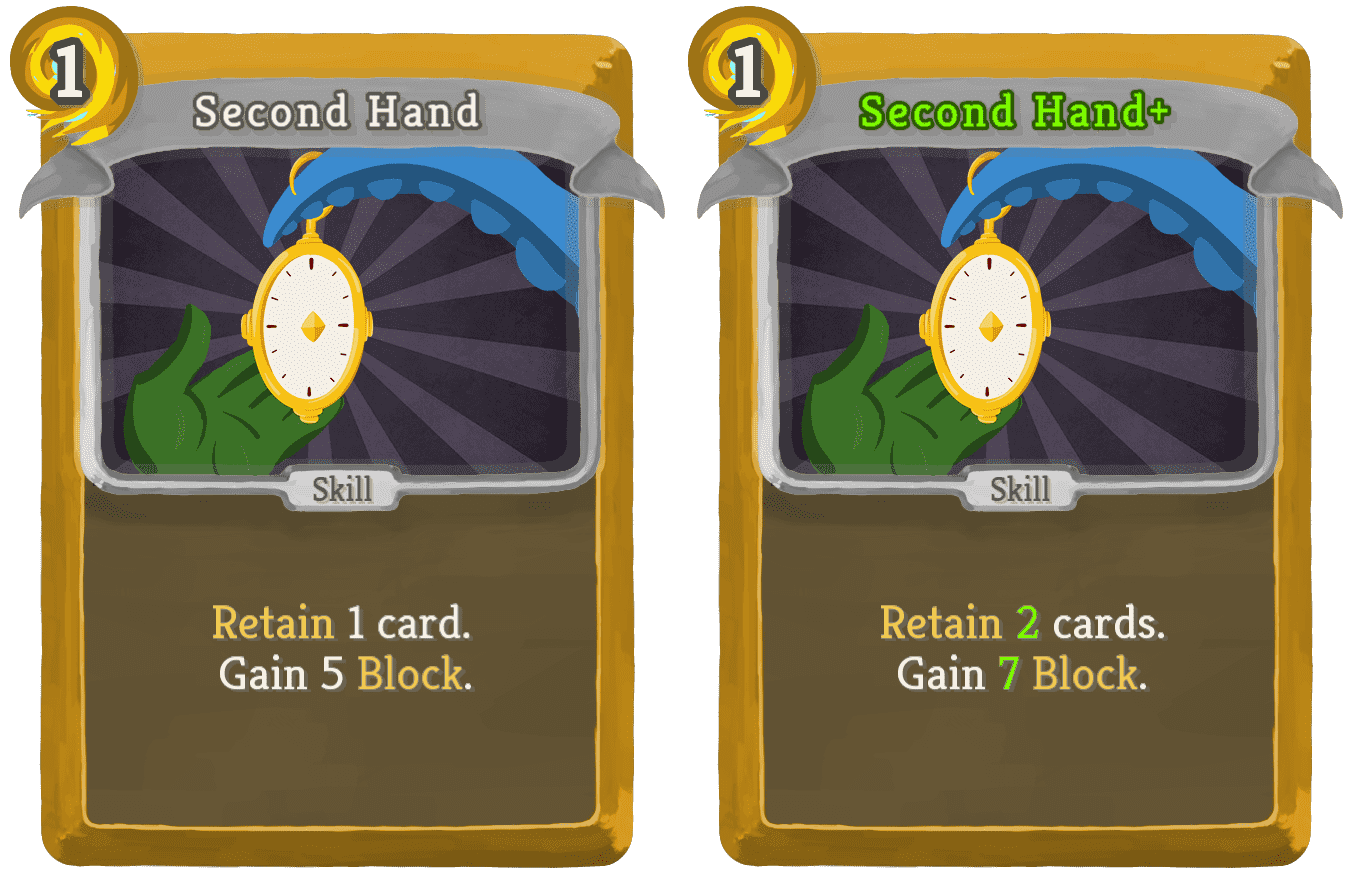 1
Second Hand
Skill
Retain 1 card.
Gain 5 Block.
1
Second Hand+
Skill
Retain 2 cards.
Gain 7 Block.